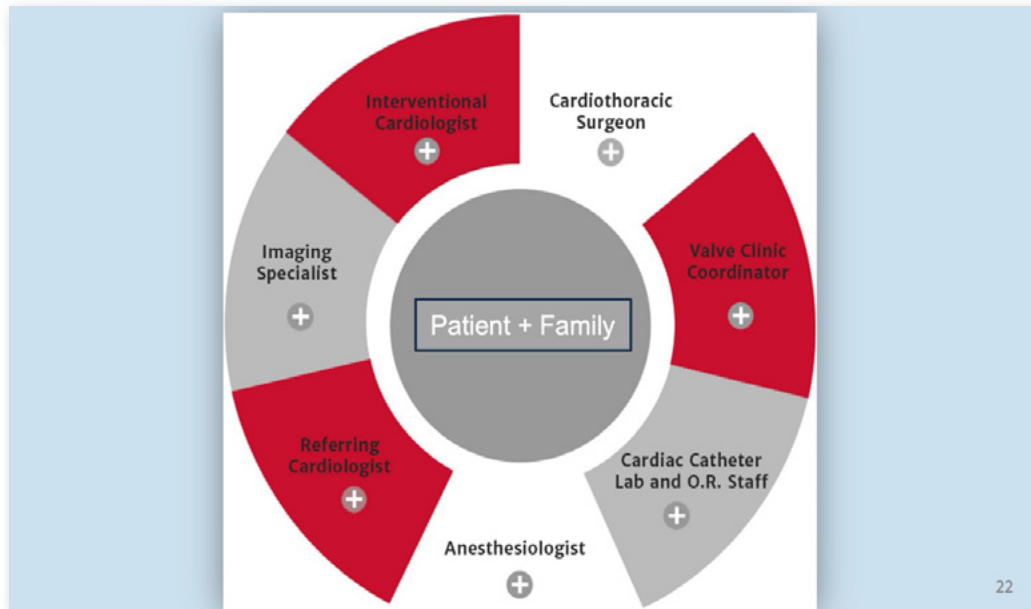 Interventional
Cardiologist
Cardiothoracic
Surgeon
Imaging
Specialist
Valve Clinic
Coordinator
Patient + Family
Referring
Cardiologist
Cardiac Catheter
Lab and O.R. Staff
Anesthesiologist
22